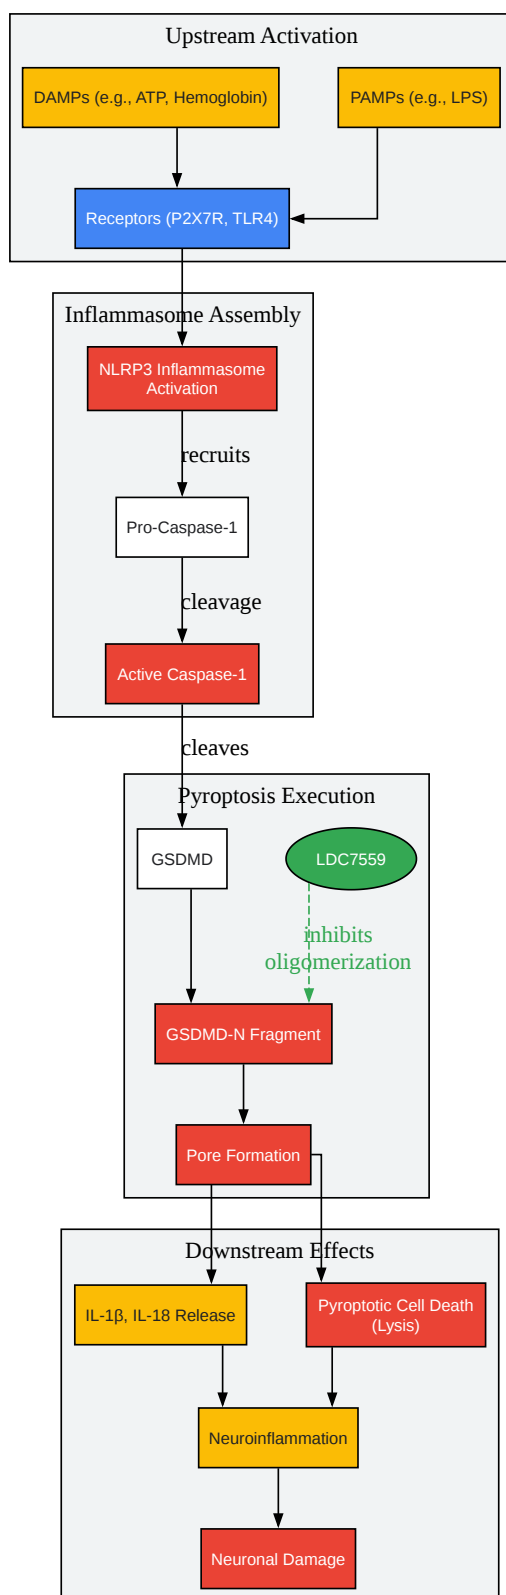 Upstream Activation
DAMPs (e.g., ATP, Hemoglobin)
PAMPs (e.g., LPS)
Receptors (P2X7R, TLR4)
Inflammasome Assembly
NLRP3 Inflammasome
Activation
recruits
Pro-Caspase-1
cleavage
Active Caspase-1
cleaves
Pyroptosis Execution
GSDMD
LDC7559
inhibits
oligomerization
GSDMD-N Fragment
Pore Formation
Downstream Effects
IL-1β, IL-18 Release
Pyroptotic Cell Death
(Lysis)
Neuroinflammation
Neuronal Damage